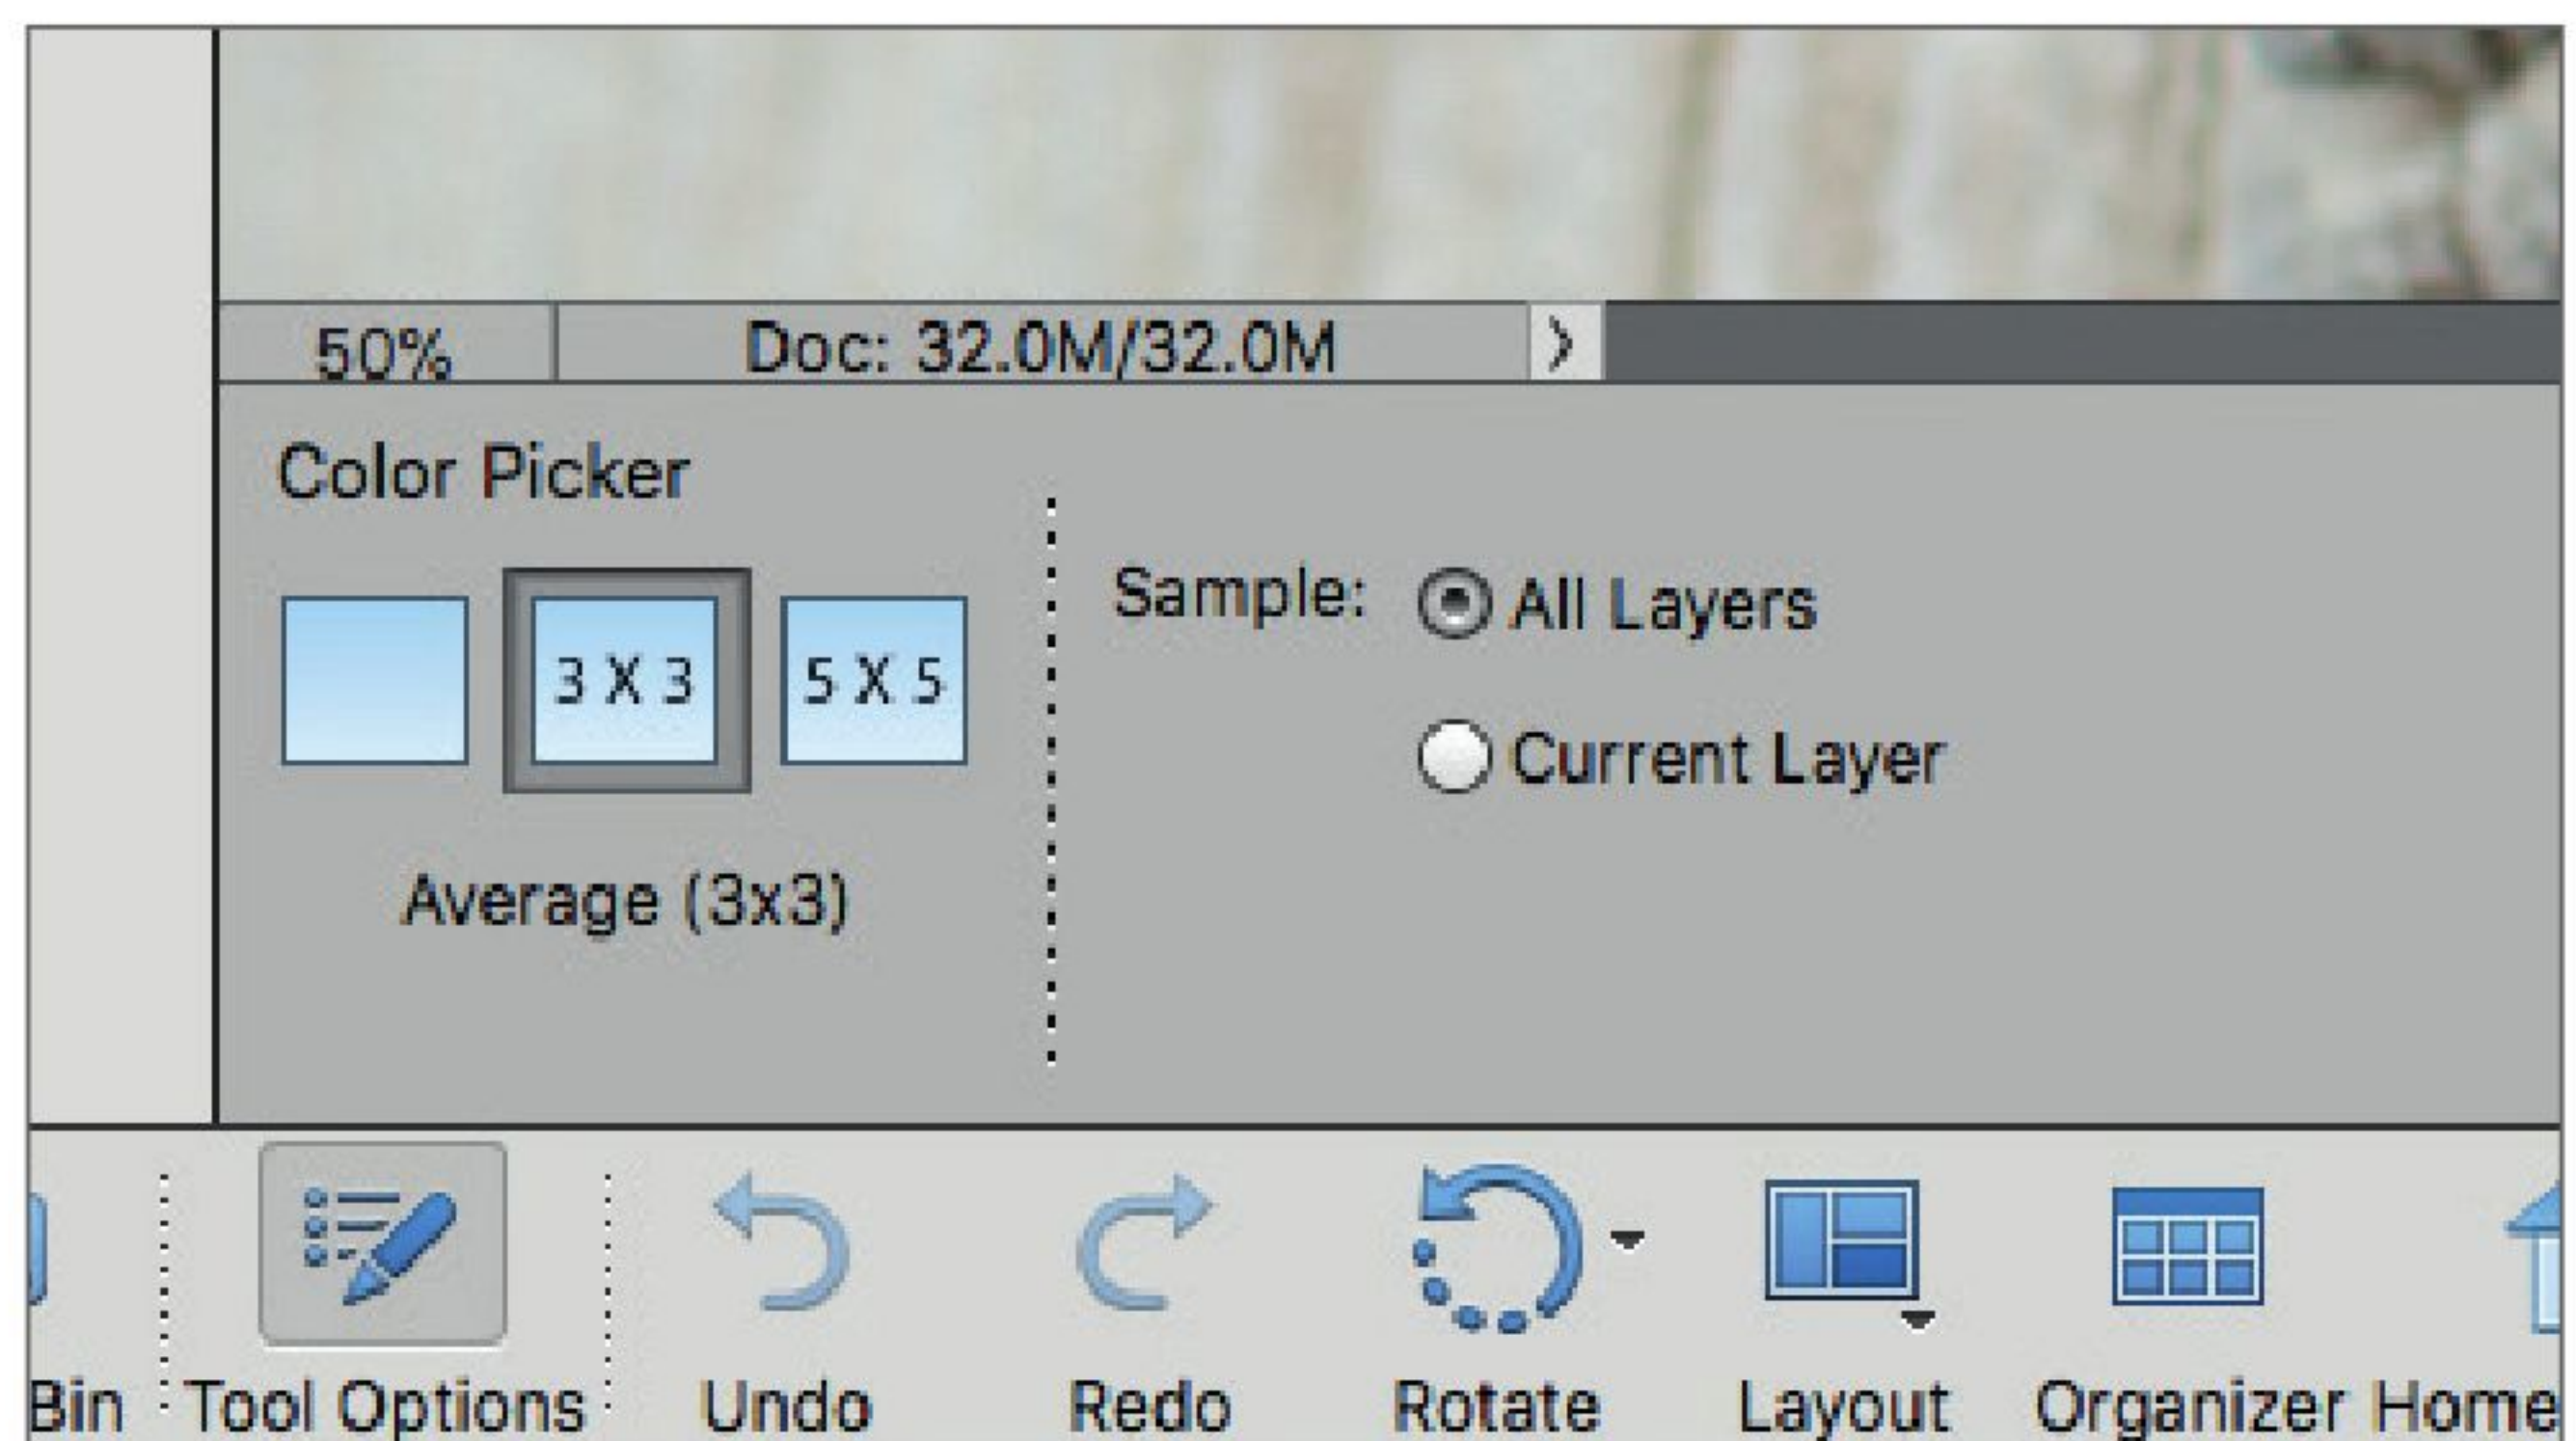 50%
Doc: 32.0M/32.0M
Color Picker
3 X 3
5 X 5
Average (3x3)
Sample:
All Layers
Current Layer
Bin
Tool Options
Undo
Redo
Rotate
Layout
Organizer
Home